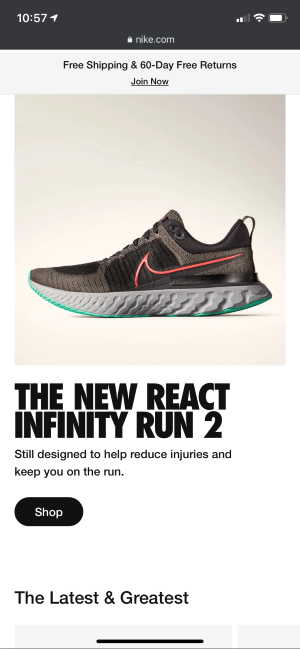 10:57
nike.com
Free Shipping & 60-Day Free Returns
Join Now
THE NEW REACT
INFINITY RUN 2
Still designed to help reduce injuries and
keep you on the run.
Shop
The Latest & Greatest